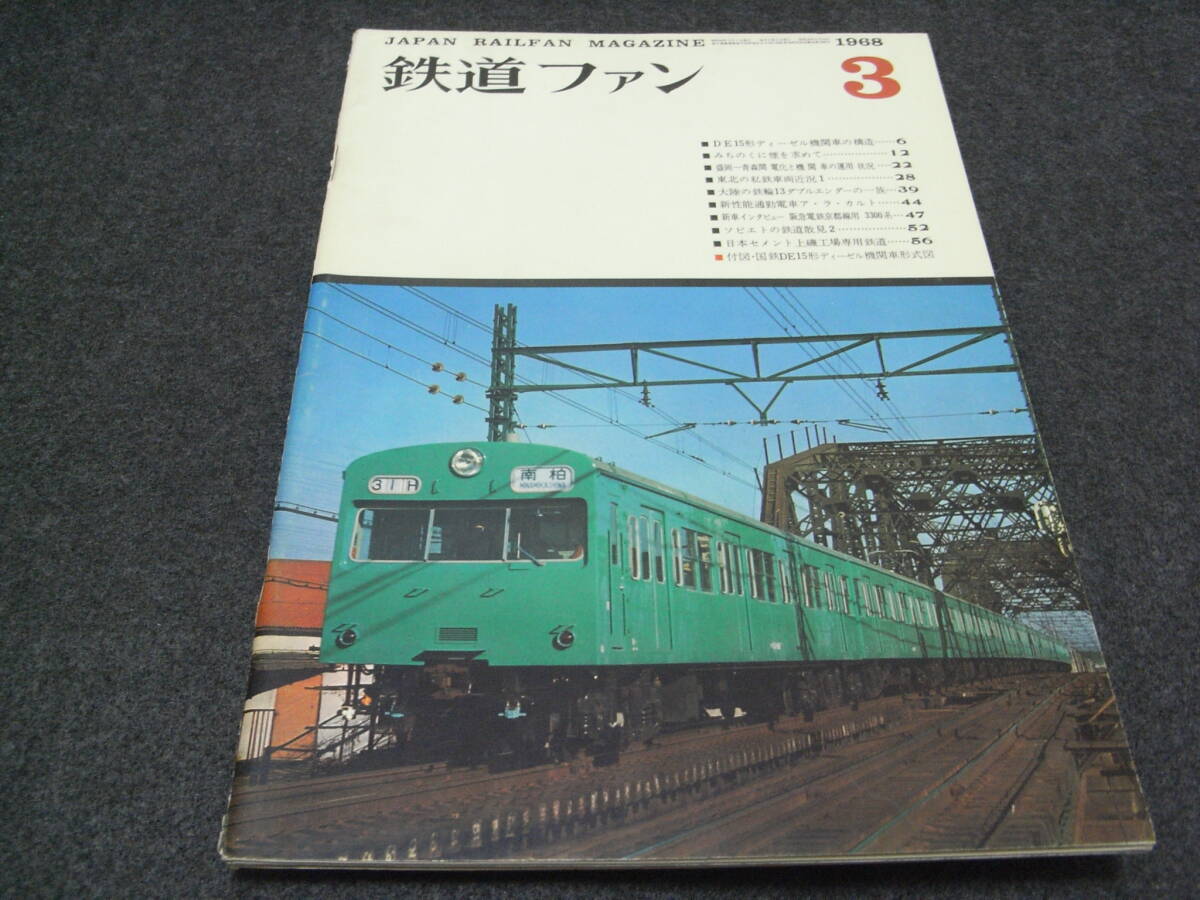 JAPAN RAILFAN MAGAZINE 1968
鉄道ファン 3
■DE15形ディーゼル機関車の構造……6
■みちのくに煙を求めて………………12
■盛岡—青森間 電化と機関車の運用状況……22
■東北の私鉄車両近況1………………28
■大陸の鉄輪13ダブルエンダーの一族…39
■新性能通勤電車ア・ラ・カルト……44
■新車インタビュー 阪急電鉄京都線用 3300系…47
■ソビエトの鉄道散見2………………52
■日本セメント上磯工場専用鉄道……56
■付図・国鉄DE15形ディーゼル機関車形式図
31H
南柏
MINAMIKASHIWA